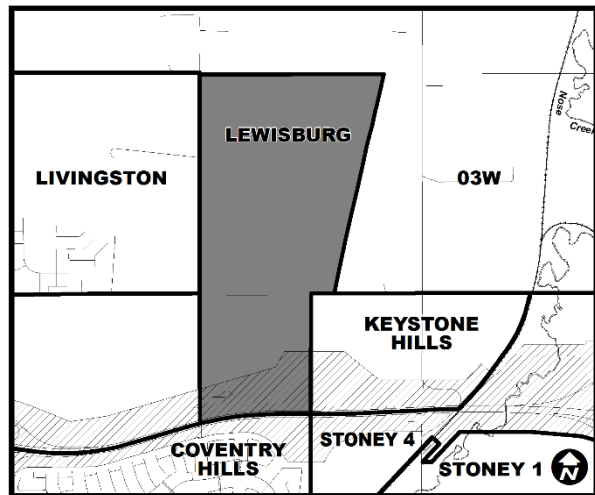 LEWISBURG
LIVINGSTON
03W
Nose
Creek
KEYSTONE
HILLS
COVENTRY
HILLS
STONEY 4
STONEY 1
N